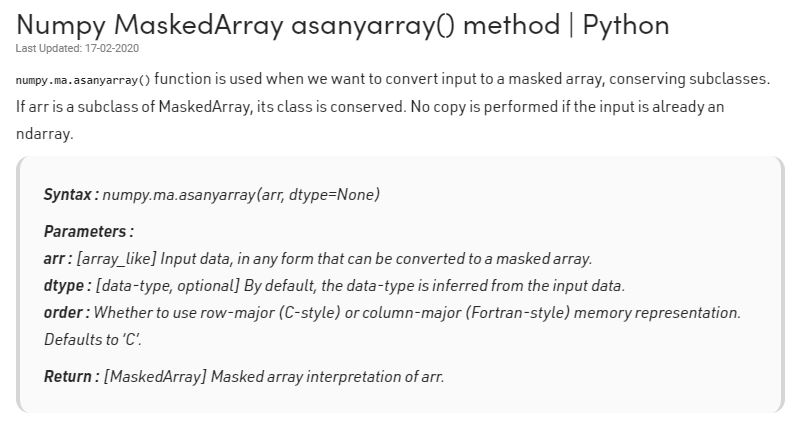 Numpy MaskedArray asanyarray() method | Python
Last Updated: 17-02-2020
numpy.ma.asanyarray() function is used when we want to convert input to a masked array, conserving subclasses.
If arr is a subclass of MaskedArray, its class is conserved. No copy is performed if the input is already an
ndarray.
Syntax : numpy.ma.asanyarray(arr, dtype=None)
Parameters :
arr : [array_like] Input data, in any form that can be converted to a masked array.
dtype : [data-type, optional] By default, the data-type is inferred from the input data.
order : Whether to use row-major (C-style) or column-major (Fortran-style) memory representation.
Defaults to ‘C’.
Return : [MaskedArray] Masked array interpretation of arr.